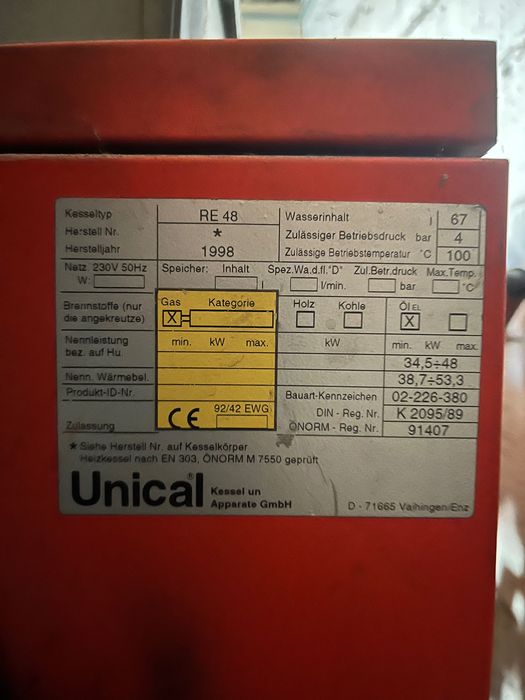 Kesseltyp RE 48 Wasserinhalt l 67
Herstell Nr. * Zulässiger Betriebsdruck bar 4
Herstelljahr 1998 Zulässige Betriebstemperatur °C 100
Netz 230V 50Hz Speicher: Inhalt Spez.Wa.d.fl."D" Zul.Betr.druck Max.Temp.
W: l l/min. bar °C
Brennstoffe (nur die angekreutze) Gas Kategorie Holz Kohle Öl EL
X X
Nennleistung min. kW max. kW min. kW max.
bez. auf Hu. 34,5÷48
Nenn. Wärmebel. 38,7÷53,3
Produkt-ID-Nr. Bauart-Kennzeichen 02-226-380
CE 92/42 EWG DIN - Reg. Nr. K 2095/89
Zulassung ÖNORM - Reg. Nr. 91407
* Siehe Herstell Nr. auf Kesselkörper
Heizkessel nach EN 303, ÖNORM M 7550 geprüft
Unical® Kessel un
Apparate GmbH D - 71665 Vaihingen/Enz